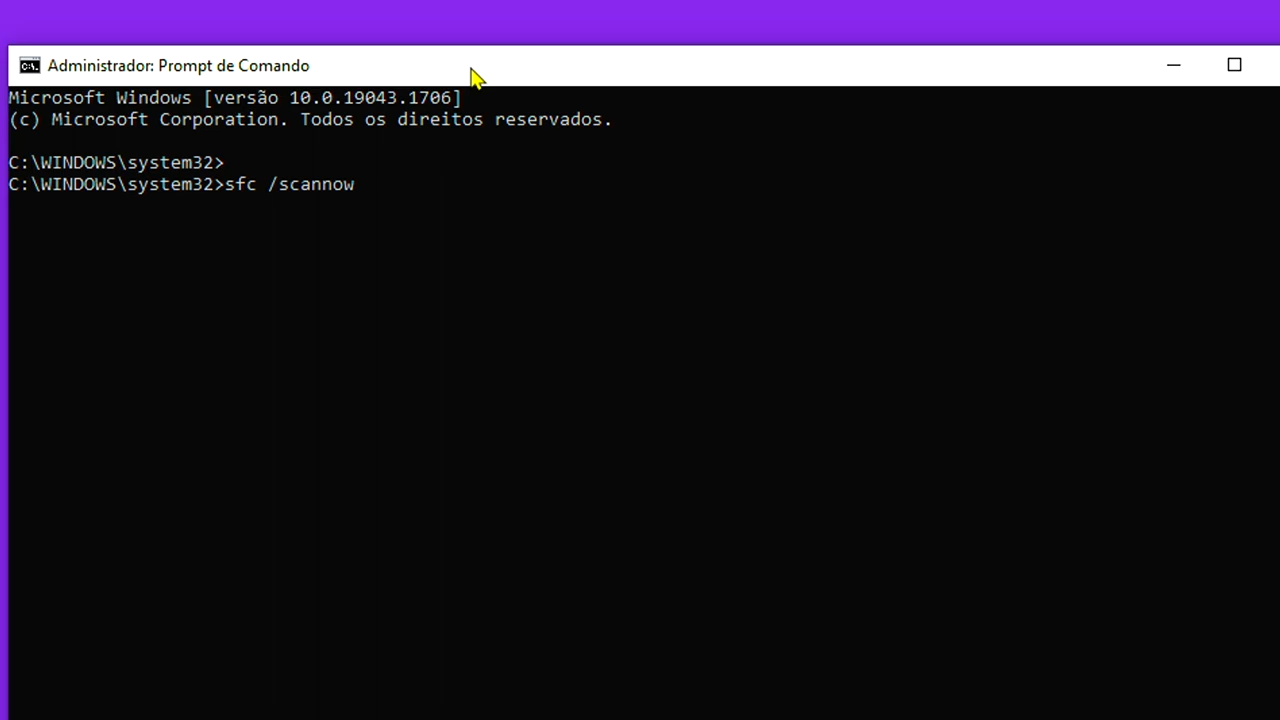 Administrador: Prompt de Comando
Microsoft Windows [versão 10.0.19043.1706]
(c) Microsoft Corporation. Todos os direitos reservados.
C:\WINDOWS\system32>
C:\WINDOWS\system32>sfc /scannow